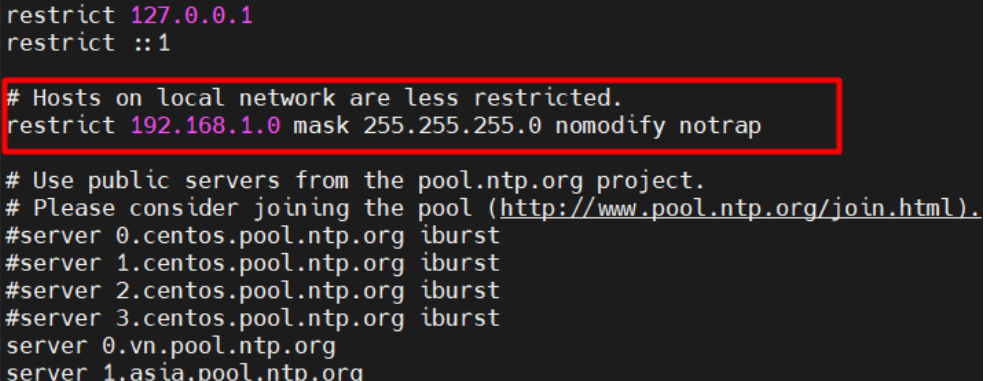 restrict 127.0.0.1
restrict ::1
# Hosts on local network are less restricted.
restrict 192.168.1.0 mask 255.255.255.0 nomodify notrap
# Use public servers from the pool.ntp.org project.
# Please consider joining the pool (http://www.pool.ntp.org/join.html).
#server 0.centos.pool.ntp.org iburst
#server 1.centos.pool.ntp.org iburst
#server 2.centos.pool.ntp.org iburst
#server 3.centos.pool.ntp.org iburst
server 0.vn.pool.ntp.org
server 1.asia.pool.ntp.org